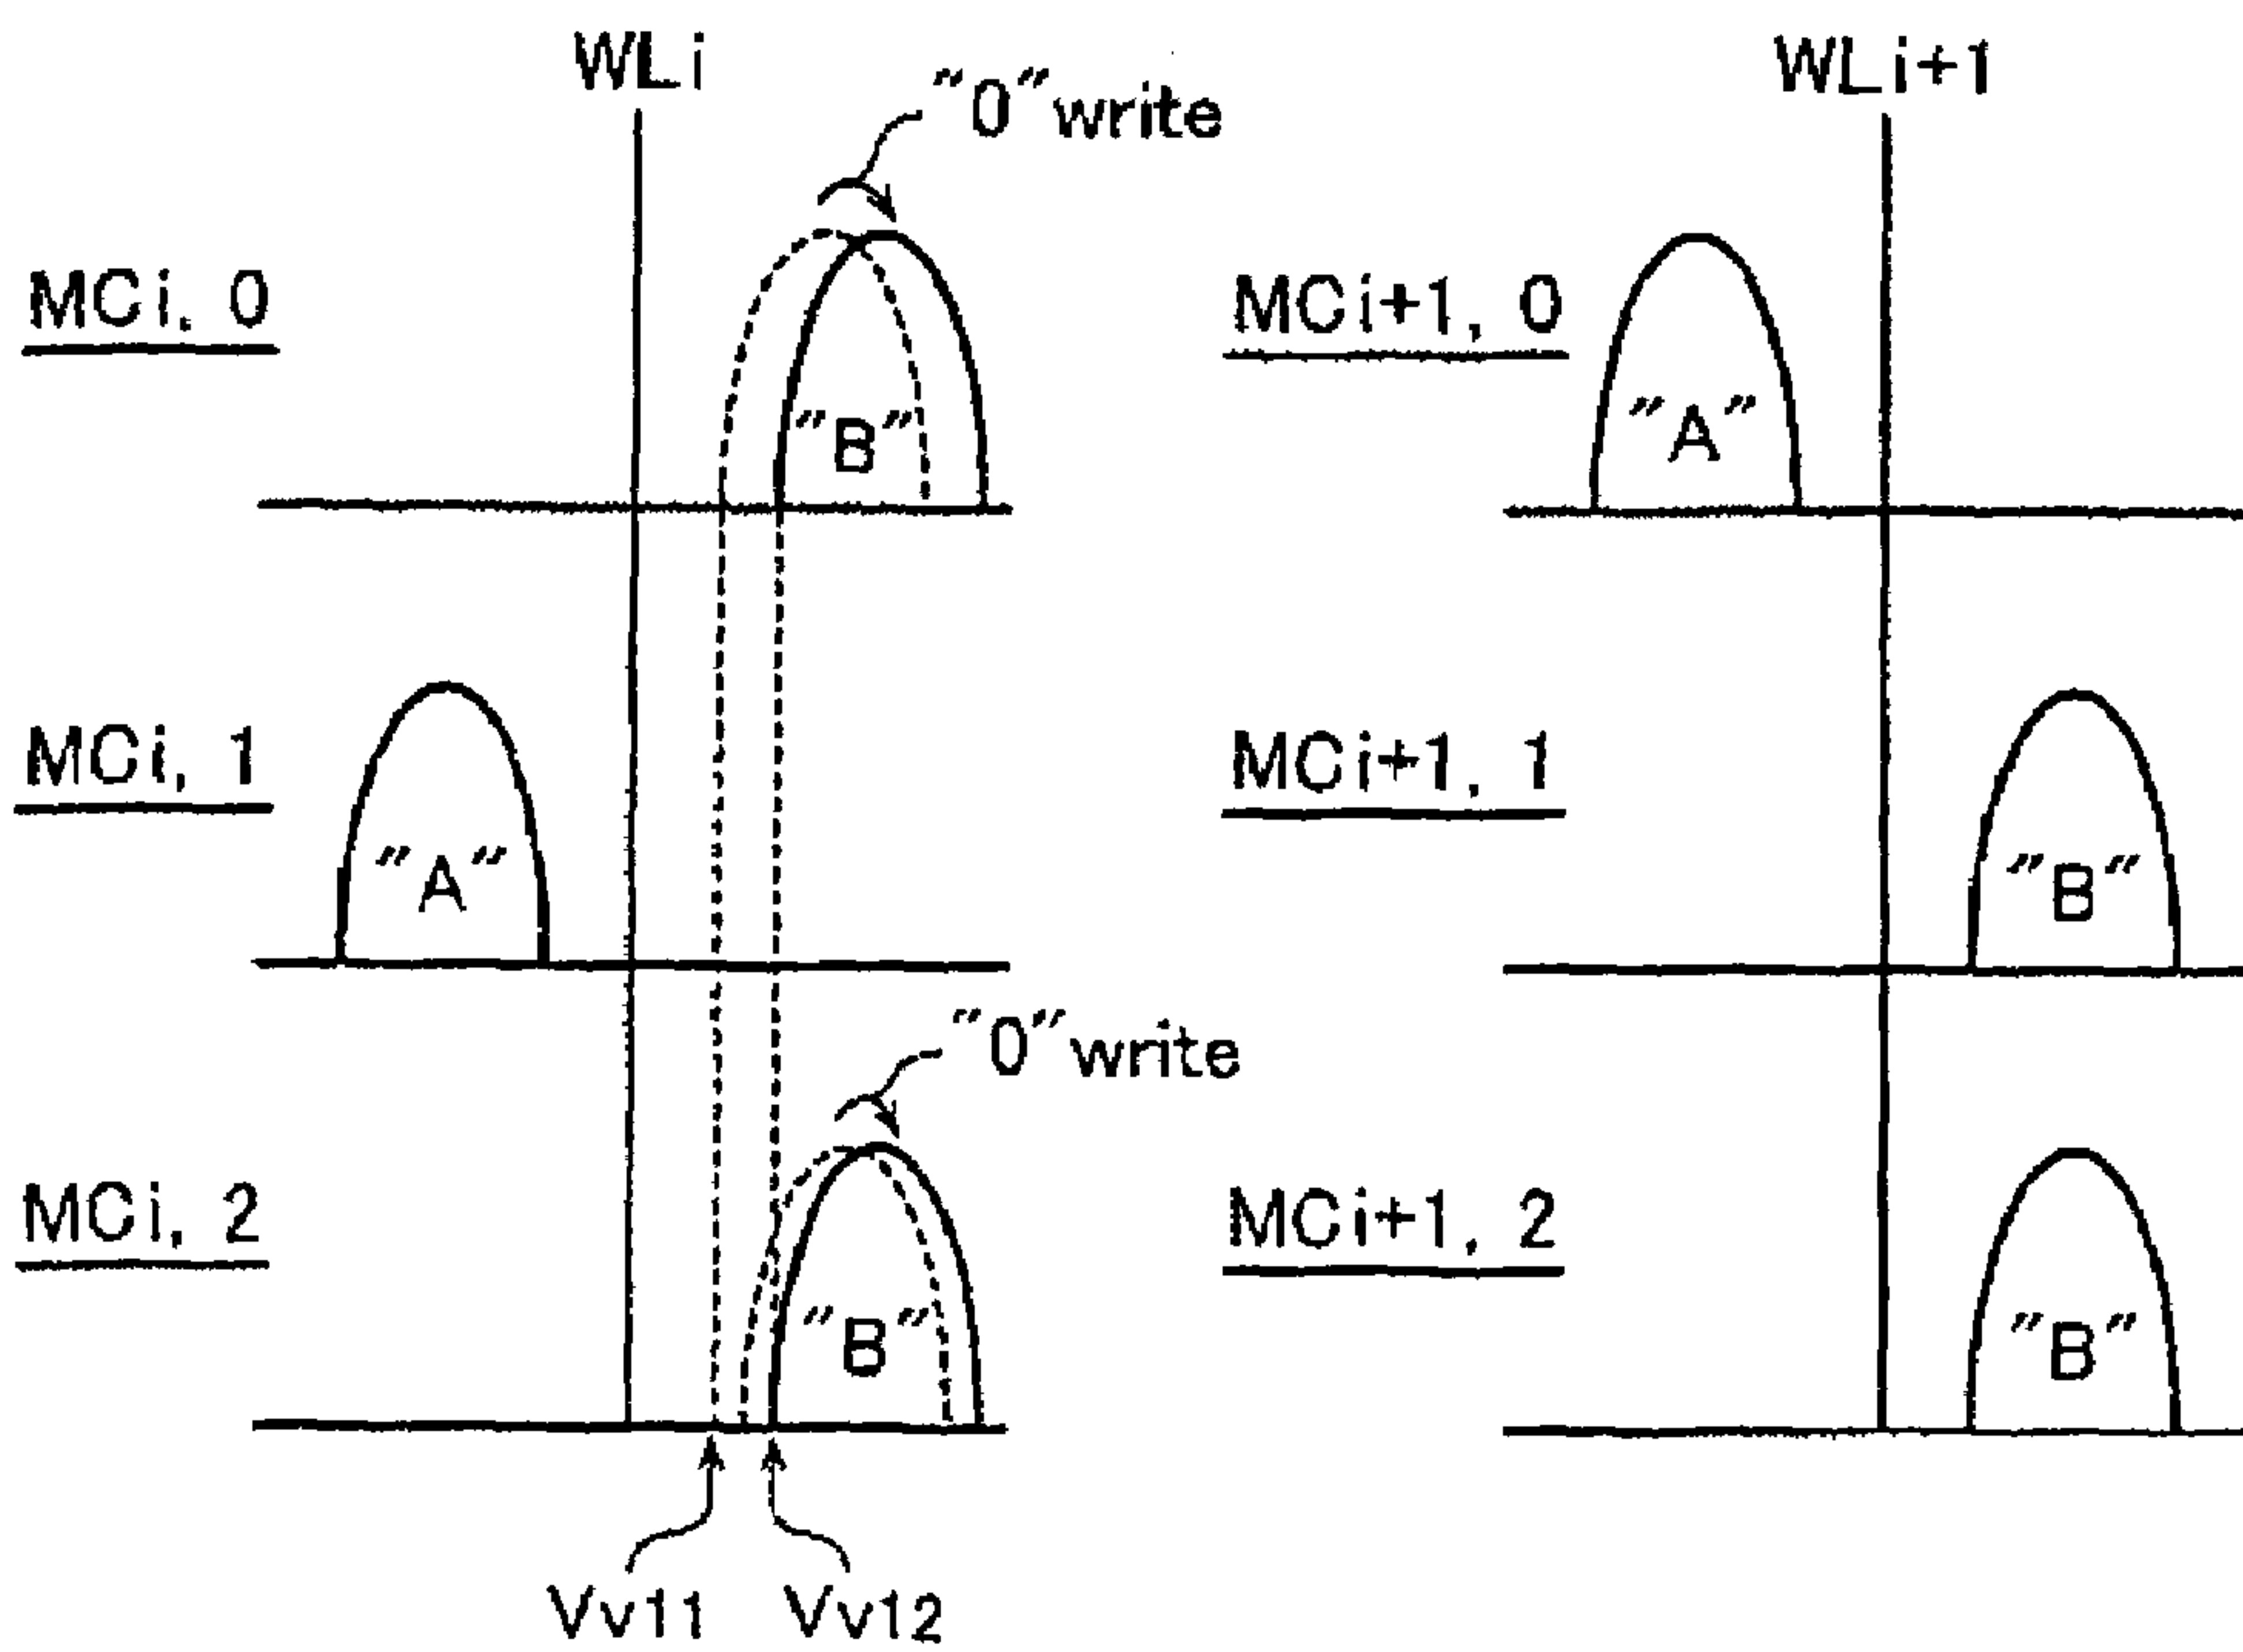 WLi
WLi+1
"0"write
MCi, 0
"B"
MCi+1, 0
"A"
MCi, 1
"A"
MCi+1, 1
"B"
"0"write
MCi, 2
"B"
MCi+1, 2
"B"
Vv11
Vv12